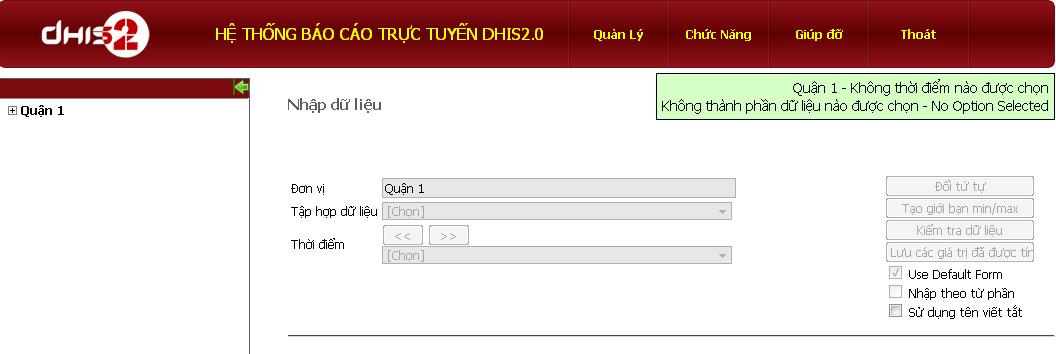 DHIS2
HỆ THỐNG BÁO CÁO TRỰC TUYẾN DHIS2.0
Quản Lý
Chức Năng
Giúp đỡ
Thoát
Quận 1 - Không thời điểm nào được chọn
Không thành phần dữ liệu nào được chọn - No Option Selected
Quận 1
Nhập dữ liệu
Đơn vị
Quận 1
Tập hợp dữ liệu
[Chọn]
Thời điểm
<< >>
[Chọn]
Đổi tứ tự
Tạo giới bạn min/max
Kiểm tra dữ liệu
Lưu các giá trị đã được tín
Use Default Form
Nhập theo từ phần
Sử dụng tên viết tắt